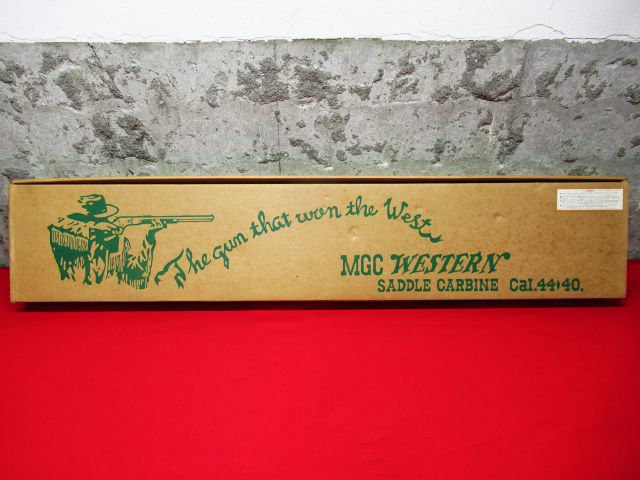 The gun that won the West
MGC WESTERN
SADDLE CARBINE Cal.44-40.